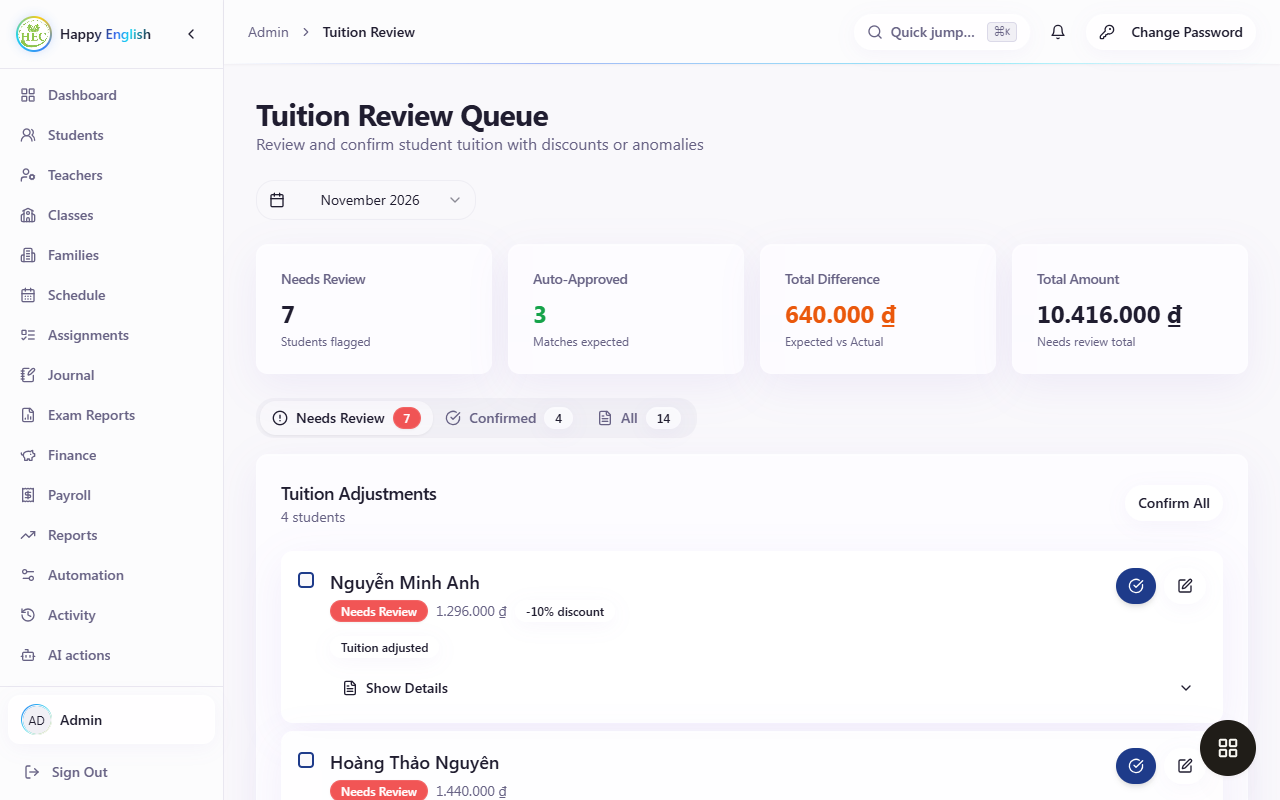 HEC
Happy English
Admin
Tuition Review
Quick jump...
⌘K
Change Password
Dashboard
Students
Teachers
Classes
Families
Schedule
Assignments
Journal
Exam Reports
Finance
Payroll
Reports
Automation
Activity
AI actions
AD
Admin
Sign Out
Tuition Review Queue
Review and confirm student tuition with discounts or anomalies
November 2026
Needs Review
7
Students flagged
Auto-Approved
3
Matches expected
Total Difference
640.000 ₫
Expected vs Actual
Total Amount
10.416.000 ₫
Needs review total
Needs Review 7
Confirmed 4
All 14
Tuition Adjustments
4 students
Confirm All
Nguyễn Minh Anh
Needs Review 1.296.000 ₫ -10% discount
Tuition adjusted
Show Details
Hoàng Thảo Nguyên
Needs Review 1.440.000 ₫